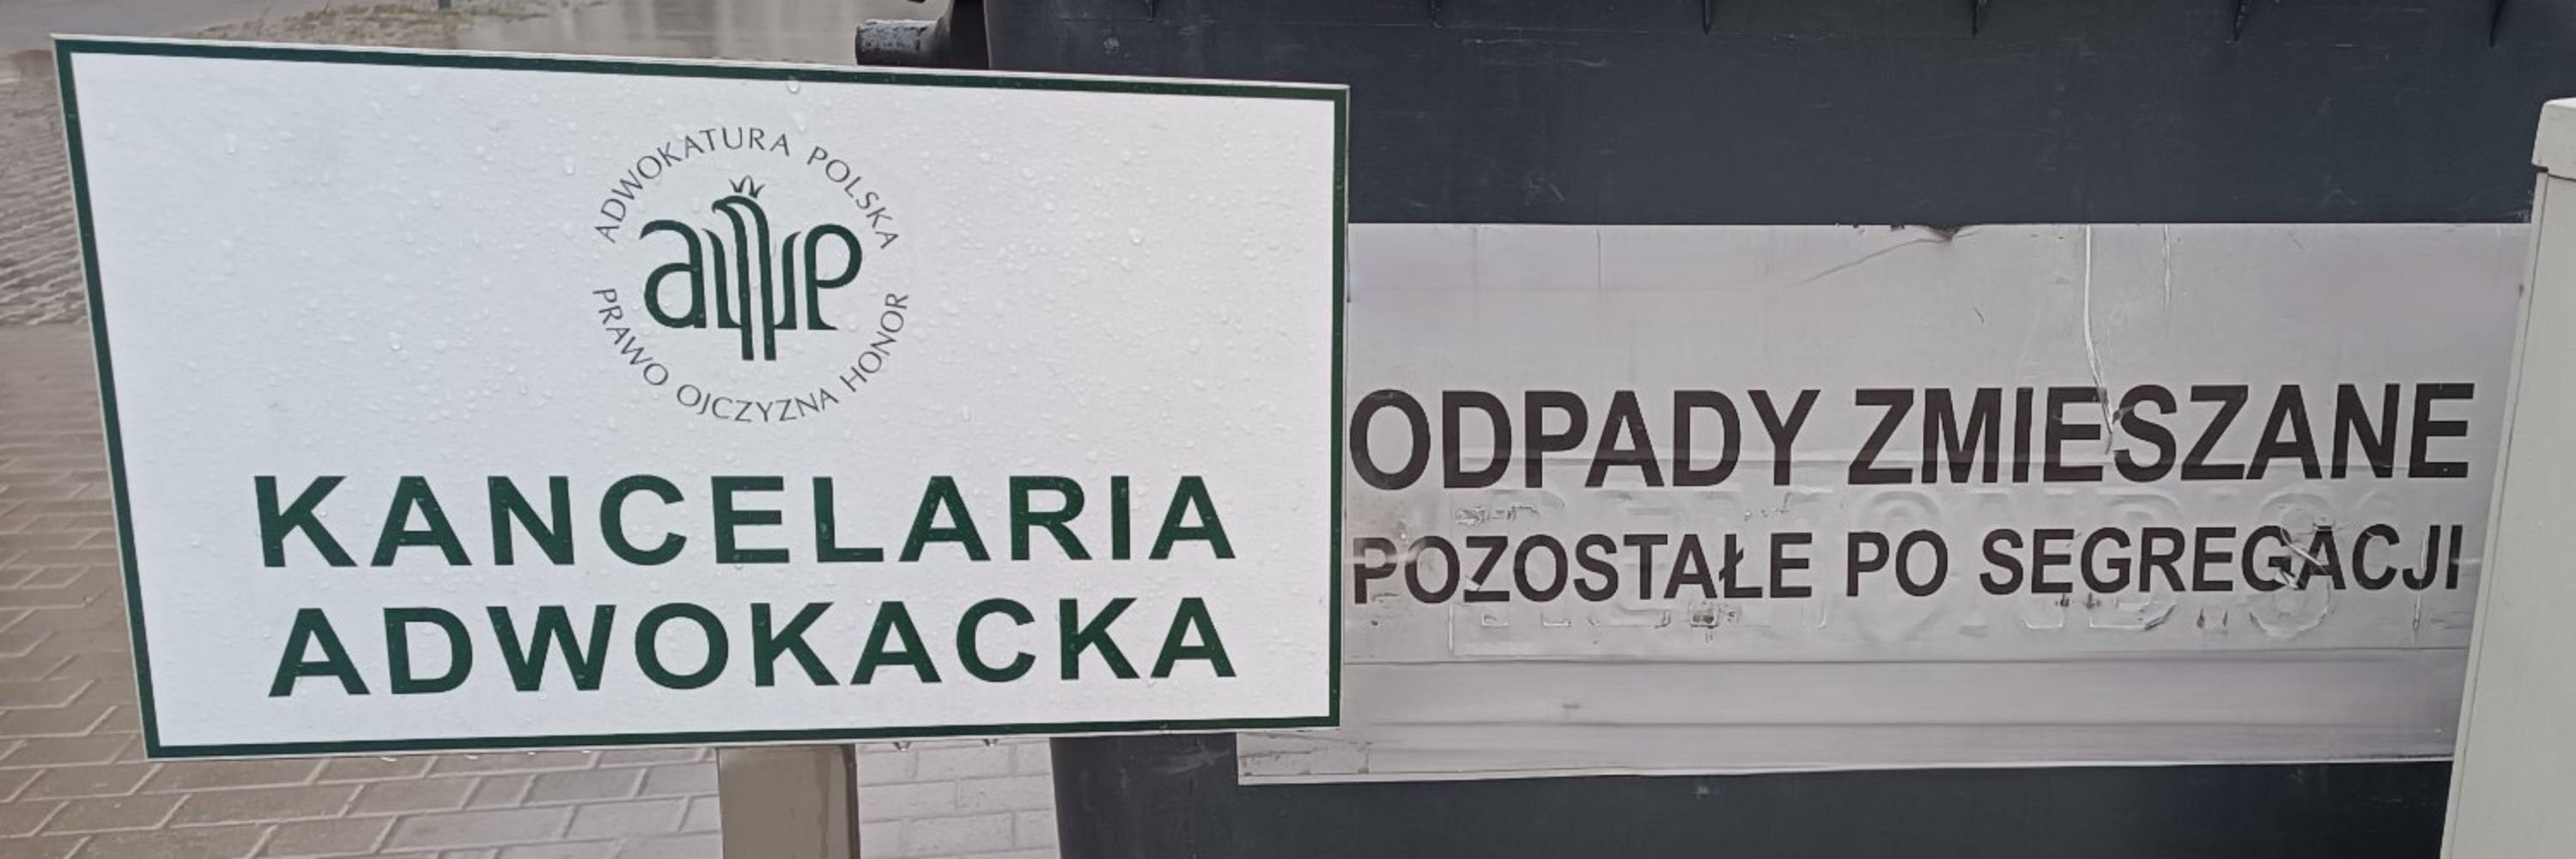 ADWOKATURA POLSKA
PRAWO OJCZYZNA HONOR
KANCELARIA
ADWOKACKA
ODPADY ZMIESZANE
POZOSTAŁE PO SEGREGACJI